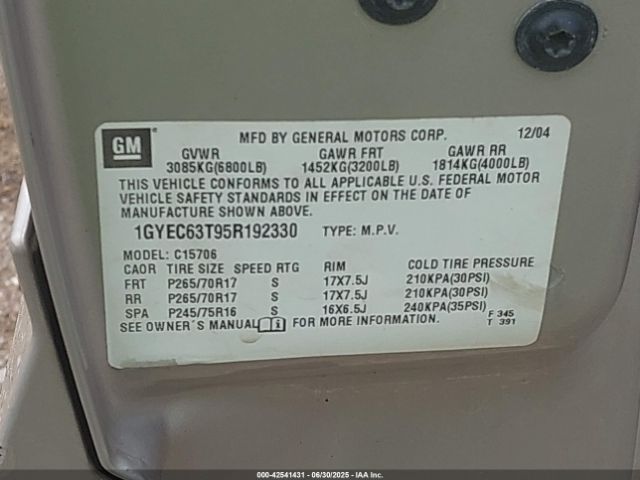 GM
MFD BY GENERAL MOTORS CORP. 12/04
GVWR GAWR FRT GAWR RR
3085KG(6800LB) 1452KG(3200LB) 1814KG(4000LB)
THIS VEHICLE CONFORMS TO ALL APPLICABLE U.S. FEDERAL MOTOR
VEHICLE SAFETY STANDARDS IN EFFECT ON THE DATE OF
MANUFACTURE SHOWN ABOVE.
1GYEC63T95R192330 TYPE: M.P.V.
MODEL: C15706
CAOR TIRE SIZE SPEED RTG RIM COLD TIRE PRESSURE
FRT P265/70R17 S 17X7.5J 210KPA(30PSI)
RR P265/70R17 S 17X7.5J 210KPA(30PSI)
SPA P245/75R16 S 16X6.5J 240KPA(35PSI) F 345
SEE OWNER'S MANUAL FOR MORE INFORMATION. T 391
000-42541431 - 06/30/2025 - IAA Inc.